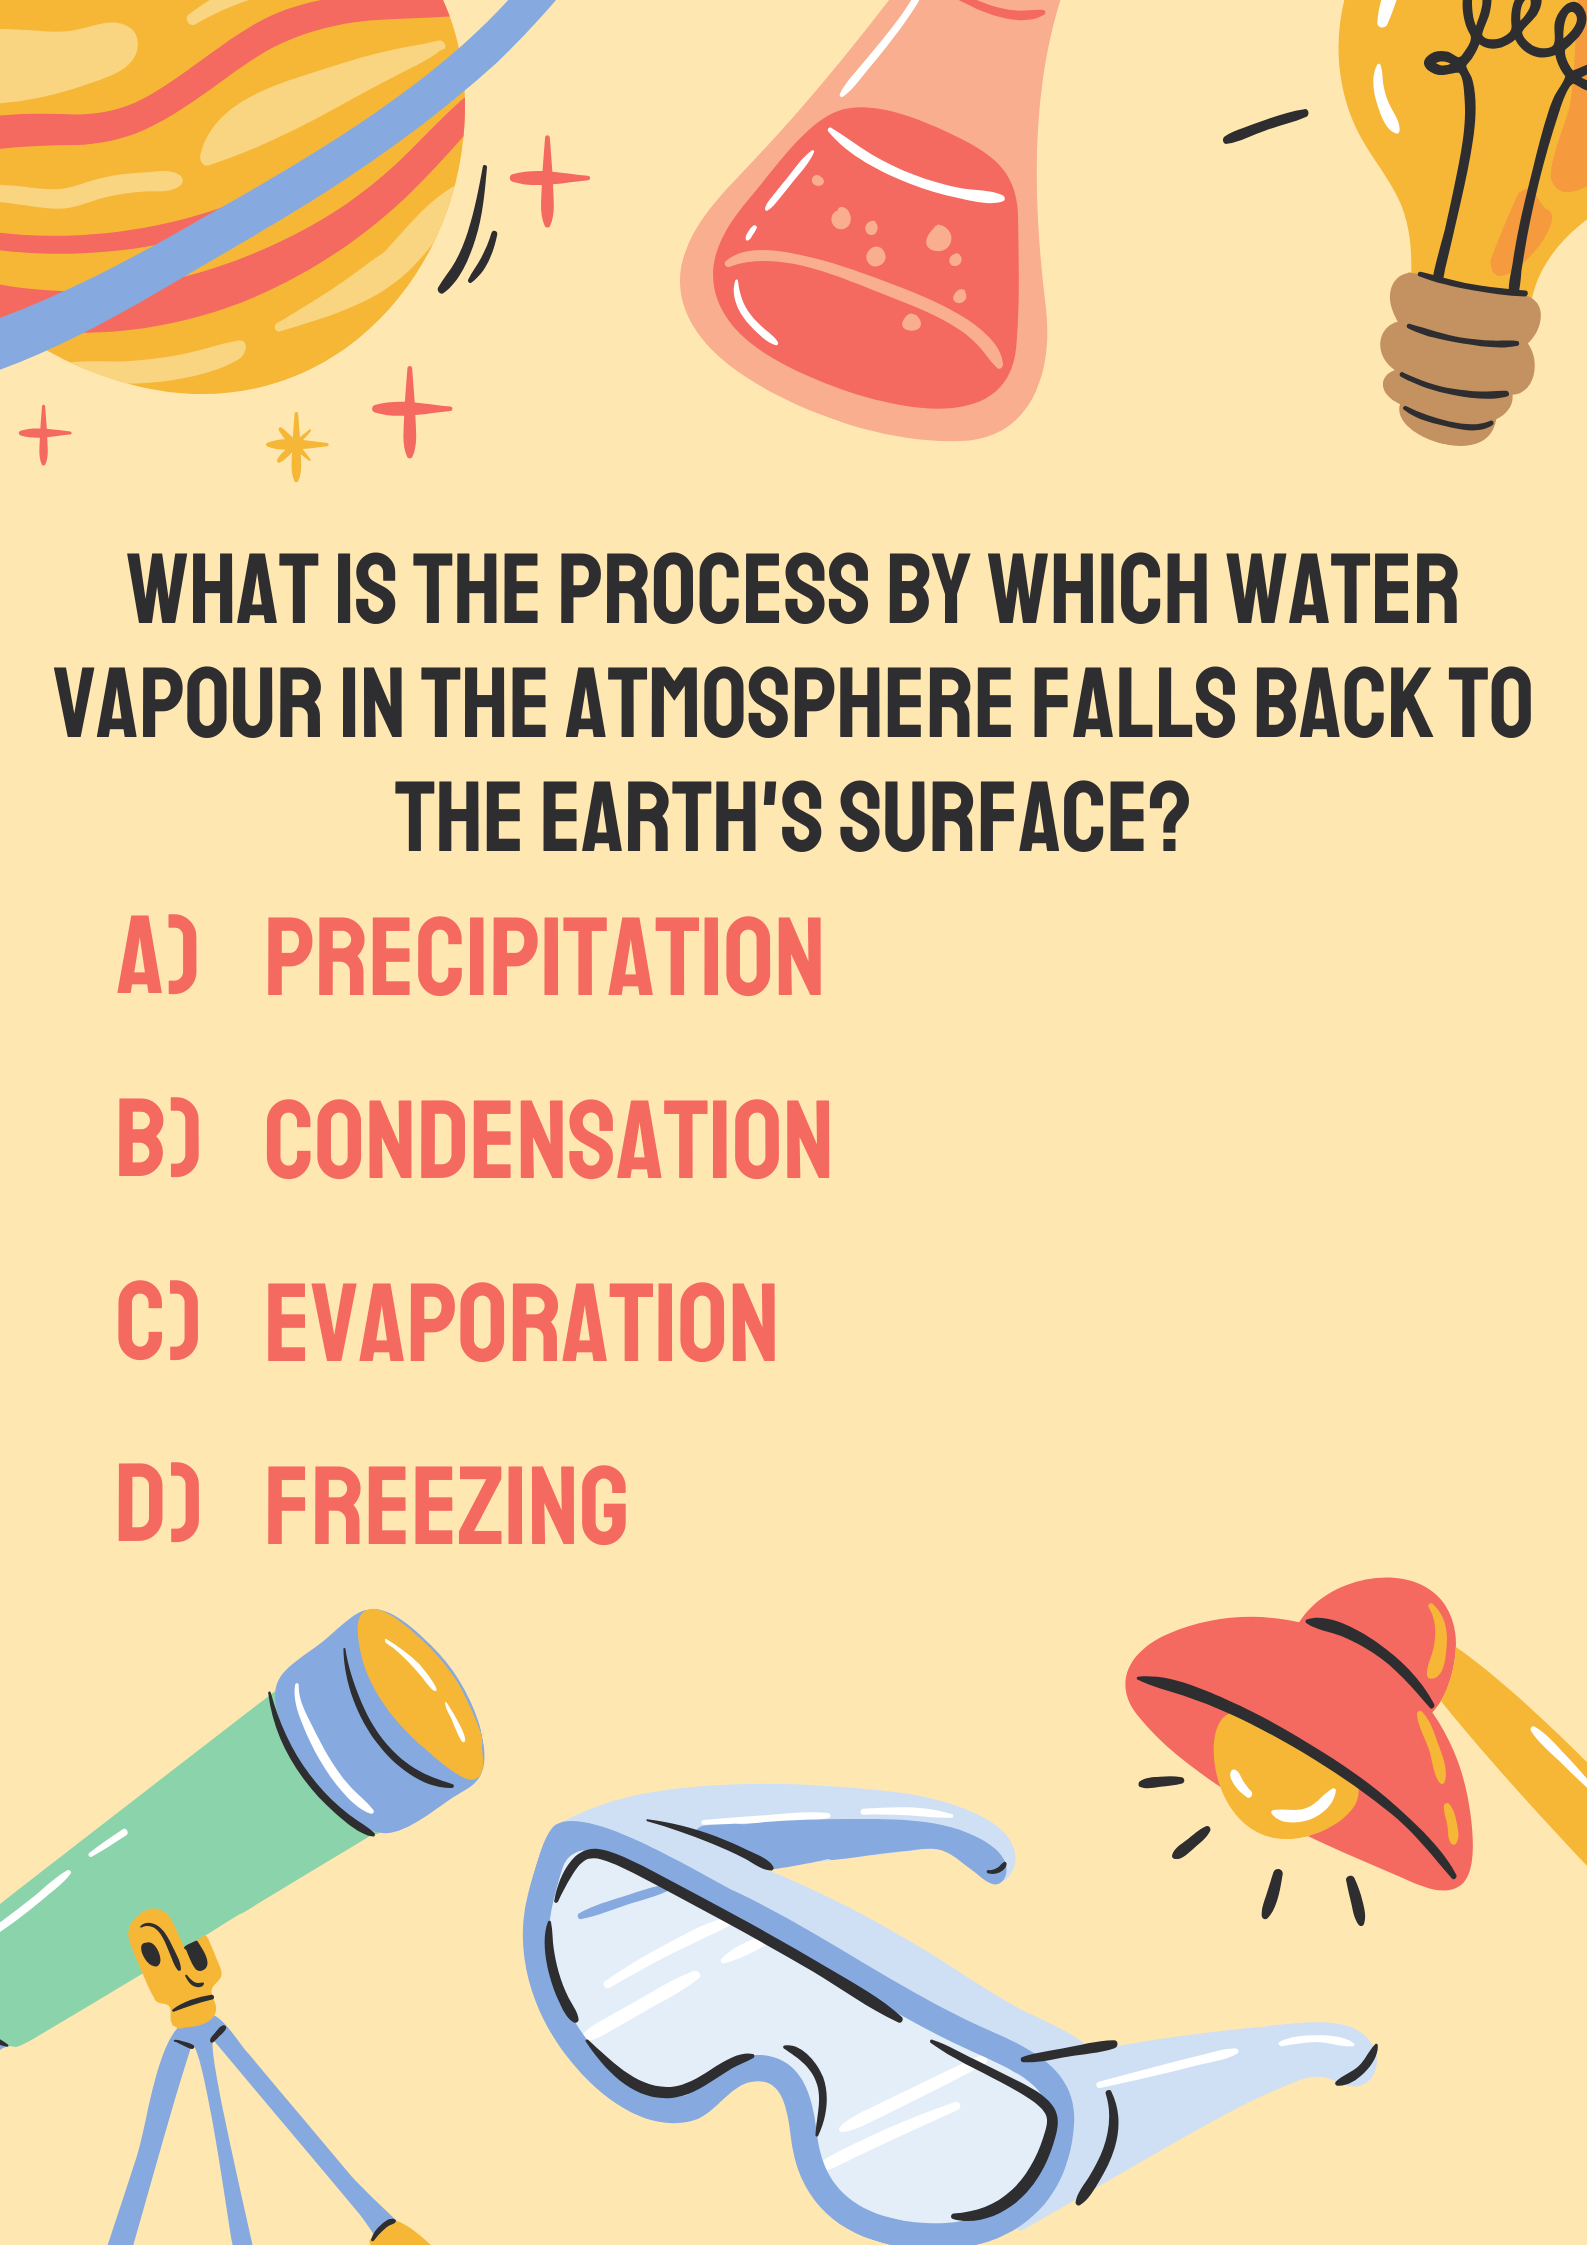 WHAT IS THE PROCESS BY WHICH WATER
VAPOUR IN THE ATMOSPHERE FALLS BACK TO
THE EARTH'S SURFACE?
A) PRECIPITATION
B) CONDENSATION
C) EVAPORATION
D) FREEZING